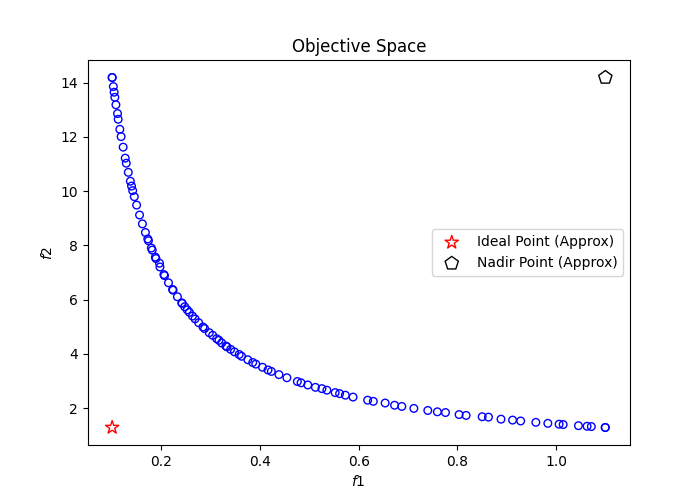 Objective Space
14
12
10
8
6
4
2
f2
Ideal Point (Approx)
Nadir Point (Approx)
0.2
0.4
0.6
0.8
1.0
f1